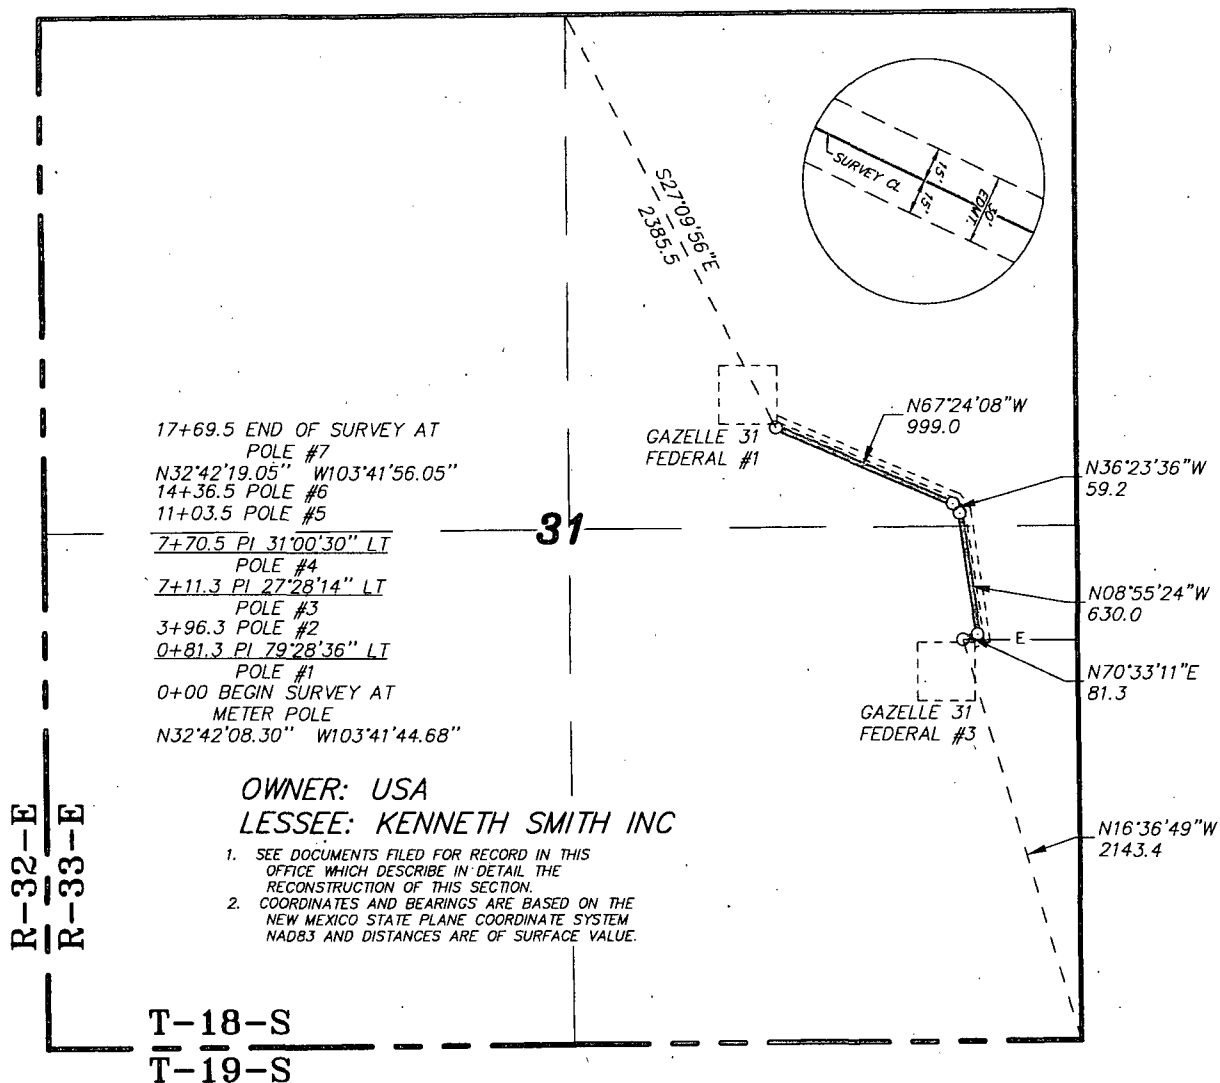 SURVEY CL
15'
15'
30'
EDMT.
S27°09'56"E
2385.5
N67°24'08"W
999.0
GAZELLE 31
FEDERAL #1
N36°23'36"W
59.2
17+69.5 END OF SURVEY AT
POLE #7
N32°42'19.05" W103°41'56.05"
14+36.5 POLE #6
11+03.5 POLE #5
7+70.5 PI 31°00'30" LT
POLE #4
7+11.3 PI 27°28'14" LT
POLE #3
3+96.3 POLE #2
0+81.3 PI 79°28'36" LT
POLE #1
0+00 BEGIN SURVEY AT
METER POLE
N32°42'08.30" W103°41'44.68"
31
N08°55'24"W
630.0
E
N70°33'11"E
81.3
GAZELLE 31
FEDERAL #3
OWNER: USA
LESSEE: KENNETH SMITH INC
1. SEE DOCUMENTS FILED FOR RECORD IN THIS
OFFICE WHICH DESCRIBE IN DETAIL THE
RECONSTRUCTION OF THIS SECTION.
2. COORDINATES AND BEARINGS ARE BASED ON THE
NEW MEXICO STATE PLANE COORDINATE SYSTEM
NAD83 AND DISTANCES ARE OF SURFACE VALUE.
N16°36'49"W
2143.4
R-32-E
R-33-E
T-18-S
T-19-S